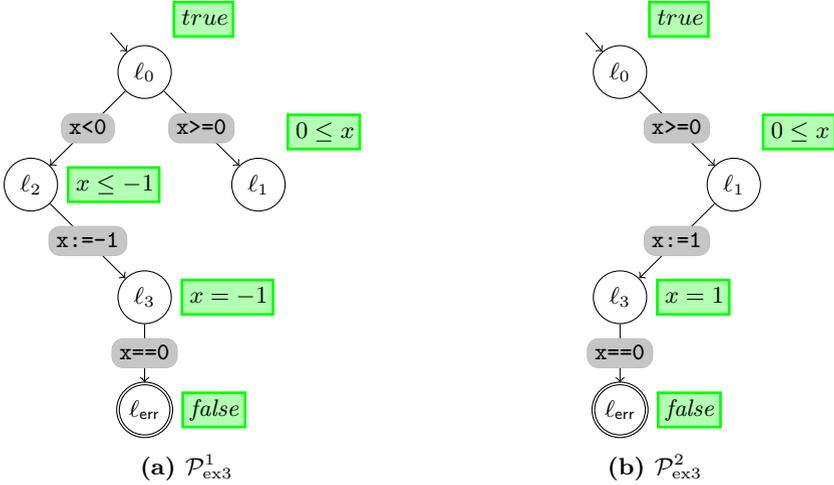 true true
ℓ0 ℓ0
x<0 x>=0 0 ≤ x x>=0 0 ≤ x
ℓ2 x ≤ −1 ℓ1 ℓ1
x:=-1 x:=1
ℓ3 x = −1 ℓ3 x = 1
x==0 x==0
ℓerr false ℓerr false
(a) 𝒫¹ex3 (b) 𝒫²ex3